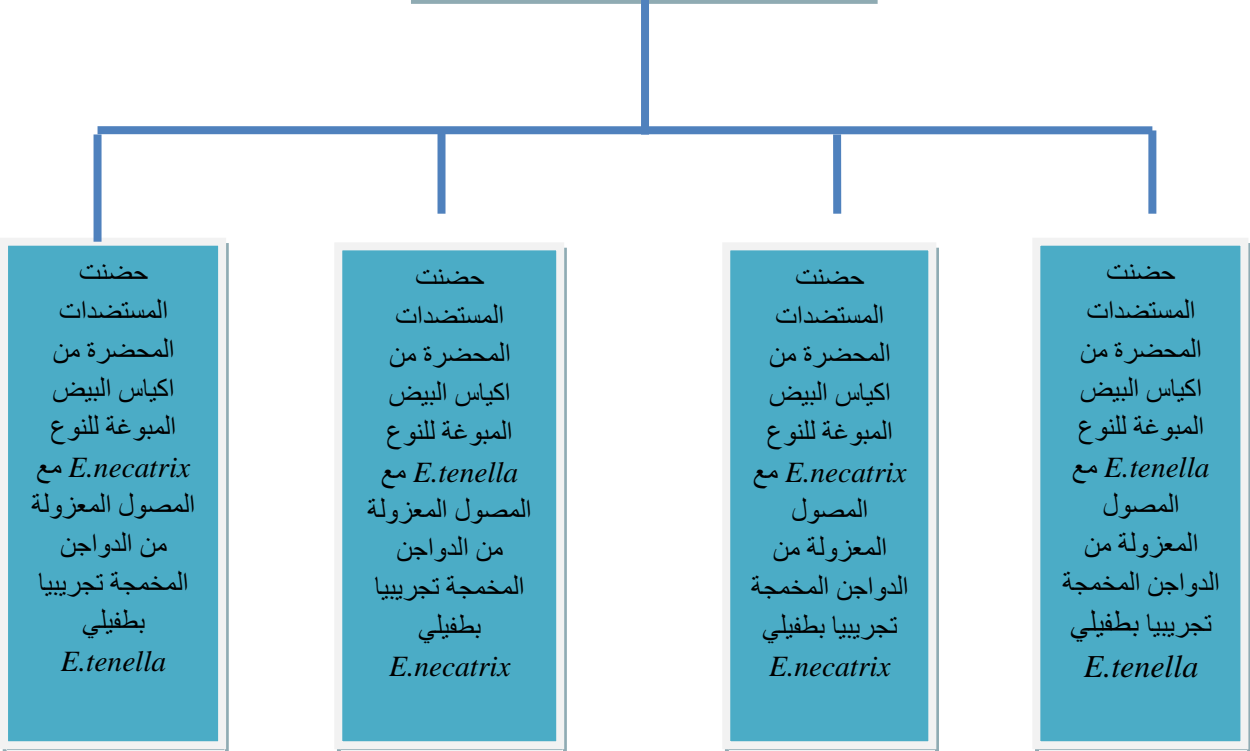 حضنت
المستضدات
المحضرة من
اكياس البيض
المبوغة للنوع
E.tenella مع
المصول
المعزولة من
الدواجن المخمجة
تجريبيا بطفيلي
E.tenella
حضنت
المستضدات
المحضرة من
اكياس البيض
المبوغة للنوع
E.necatrix مع
المصول
المعزولة من
الدواجن المخمجة
تجريبيا بطفيلي
E.necatrix
حضنت
المستضدات
المحضرة من
اكياس البيض
المبوغة للنوع
E.tenella مع
المصول المعزولة
من الدواجن
المخمجة تجريبيا
بطفيلي
E.necatrix
حضنت
المستضدات
المحضرة من
اكياس البيض
المبوغة للنوع
E.necatrix مع
المصول المعزولة
من الدواجن
المخمجة تجريبيا
بطفيلي
E.tenella